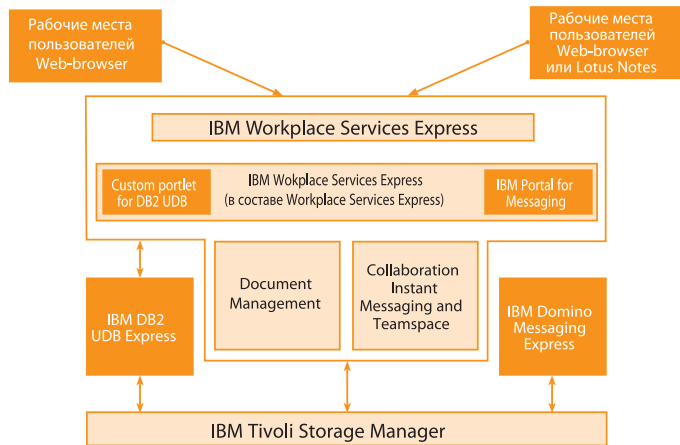 Рабочие места
пользователей
Web-browser
Рабочие места
пользователей
Web-browser
или Lotus Notes
IBM Workplace Services Express
Custom portlet
for DB2 UDB
IBM Wokplace Services Express
(в составе Workplace Services Express)
IBM Portal for
Messaging
Document
Management
Collaboration
Instant
Messaging and
Teamspace
IBM DB2
UDB Express
IBM Domino
Messaging
Express
IBM Tivoli Storage Manager